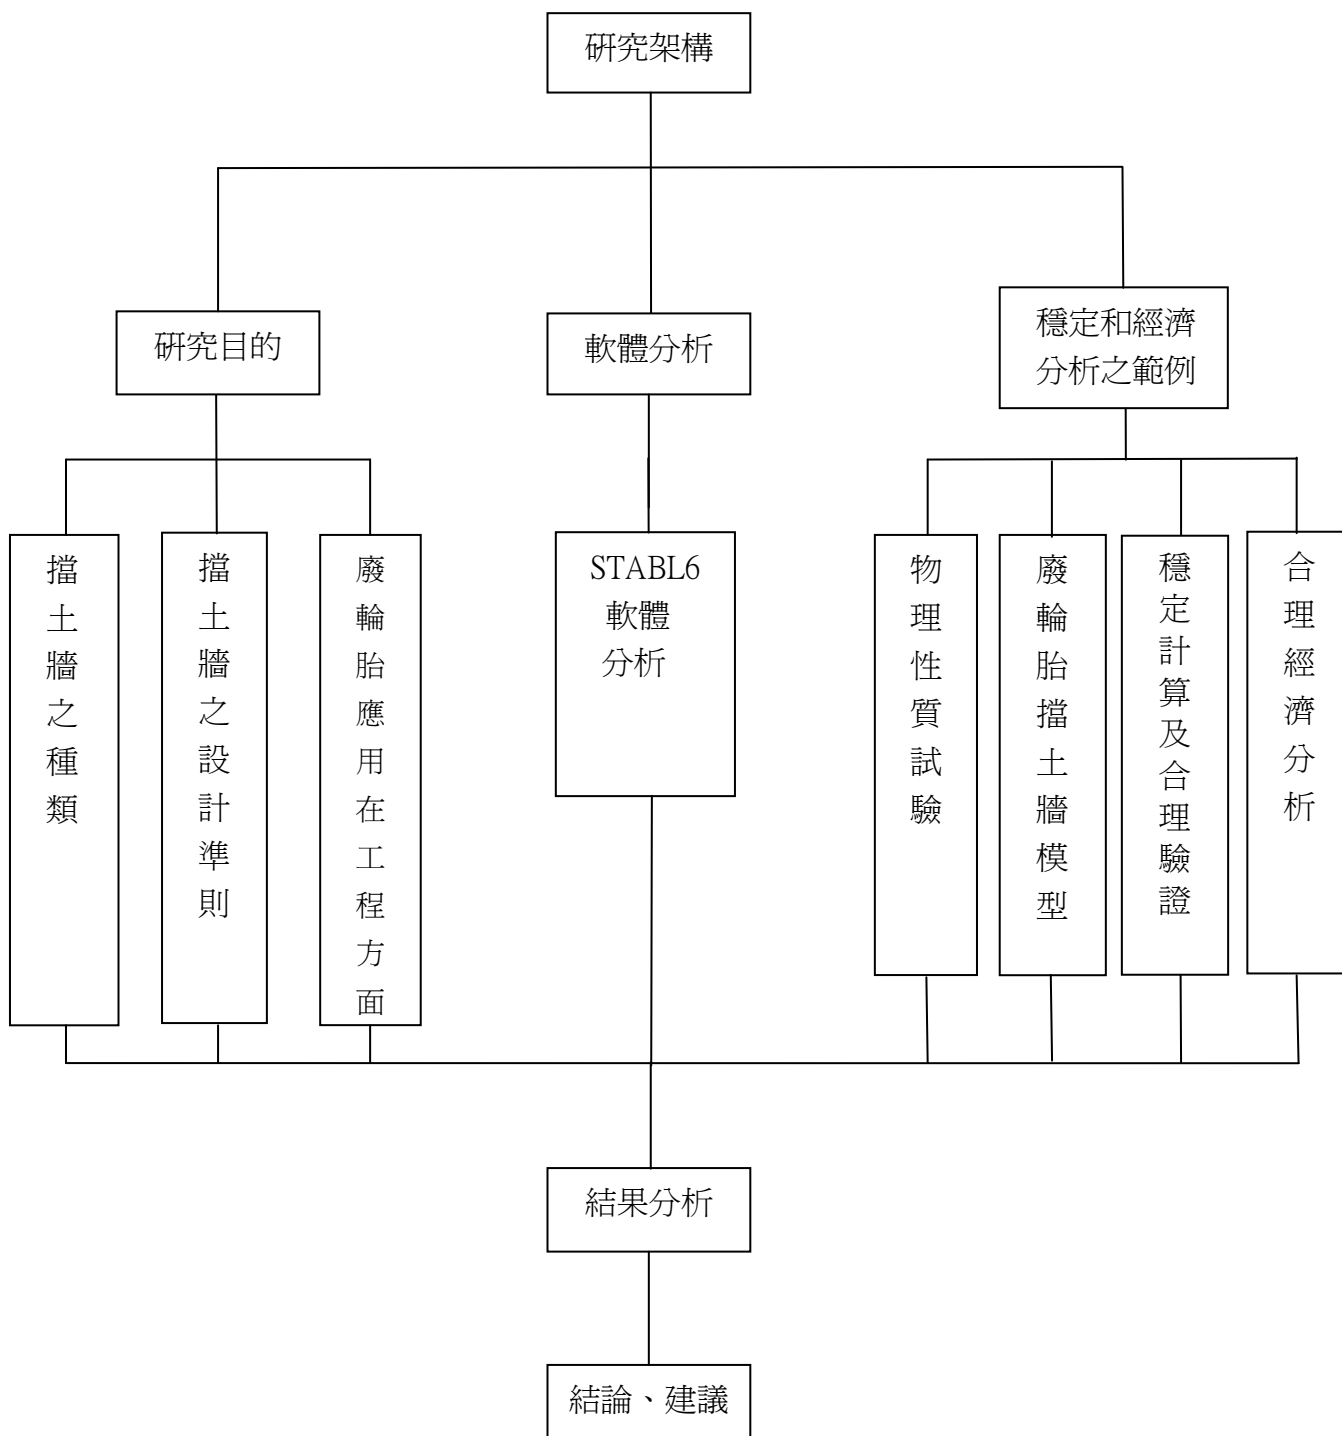 研究架構
研究目的
軟體分析
穩定和經濟
分析之範例
擋土牆之種類
擋土牆之設計準則
廢輪胎應用在工程方面
STABL6
軟體
分析
物理性質試驗
廢輪胎擋土牆模型
穩定計算及合理驗證
合理經濟分析
結果分析
結論、建議